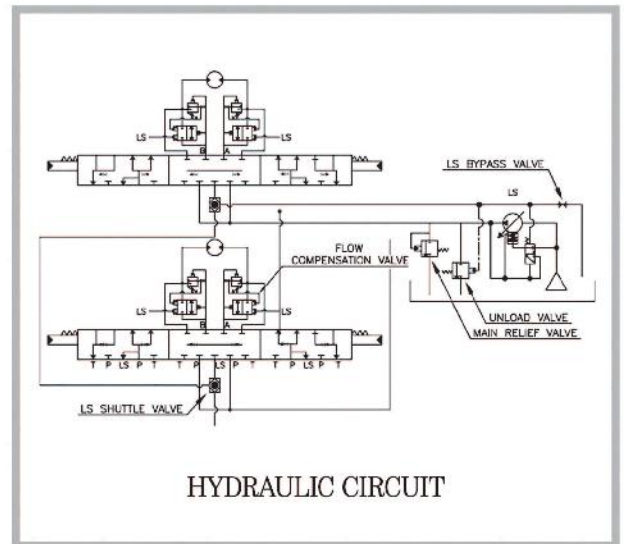 LS
LS
B
A
LS BYPASS VALVE
LS
FLOW
COMPENSATION VALVE
LS
LS
B
A
UNLOAD VALVE
MAIN RELIEF VALVE
T P LS P T
T P LS P T
T P LS P T
LS SHUTTLE VALVE
HYDRAULIC CIRCUIT